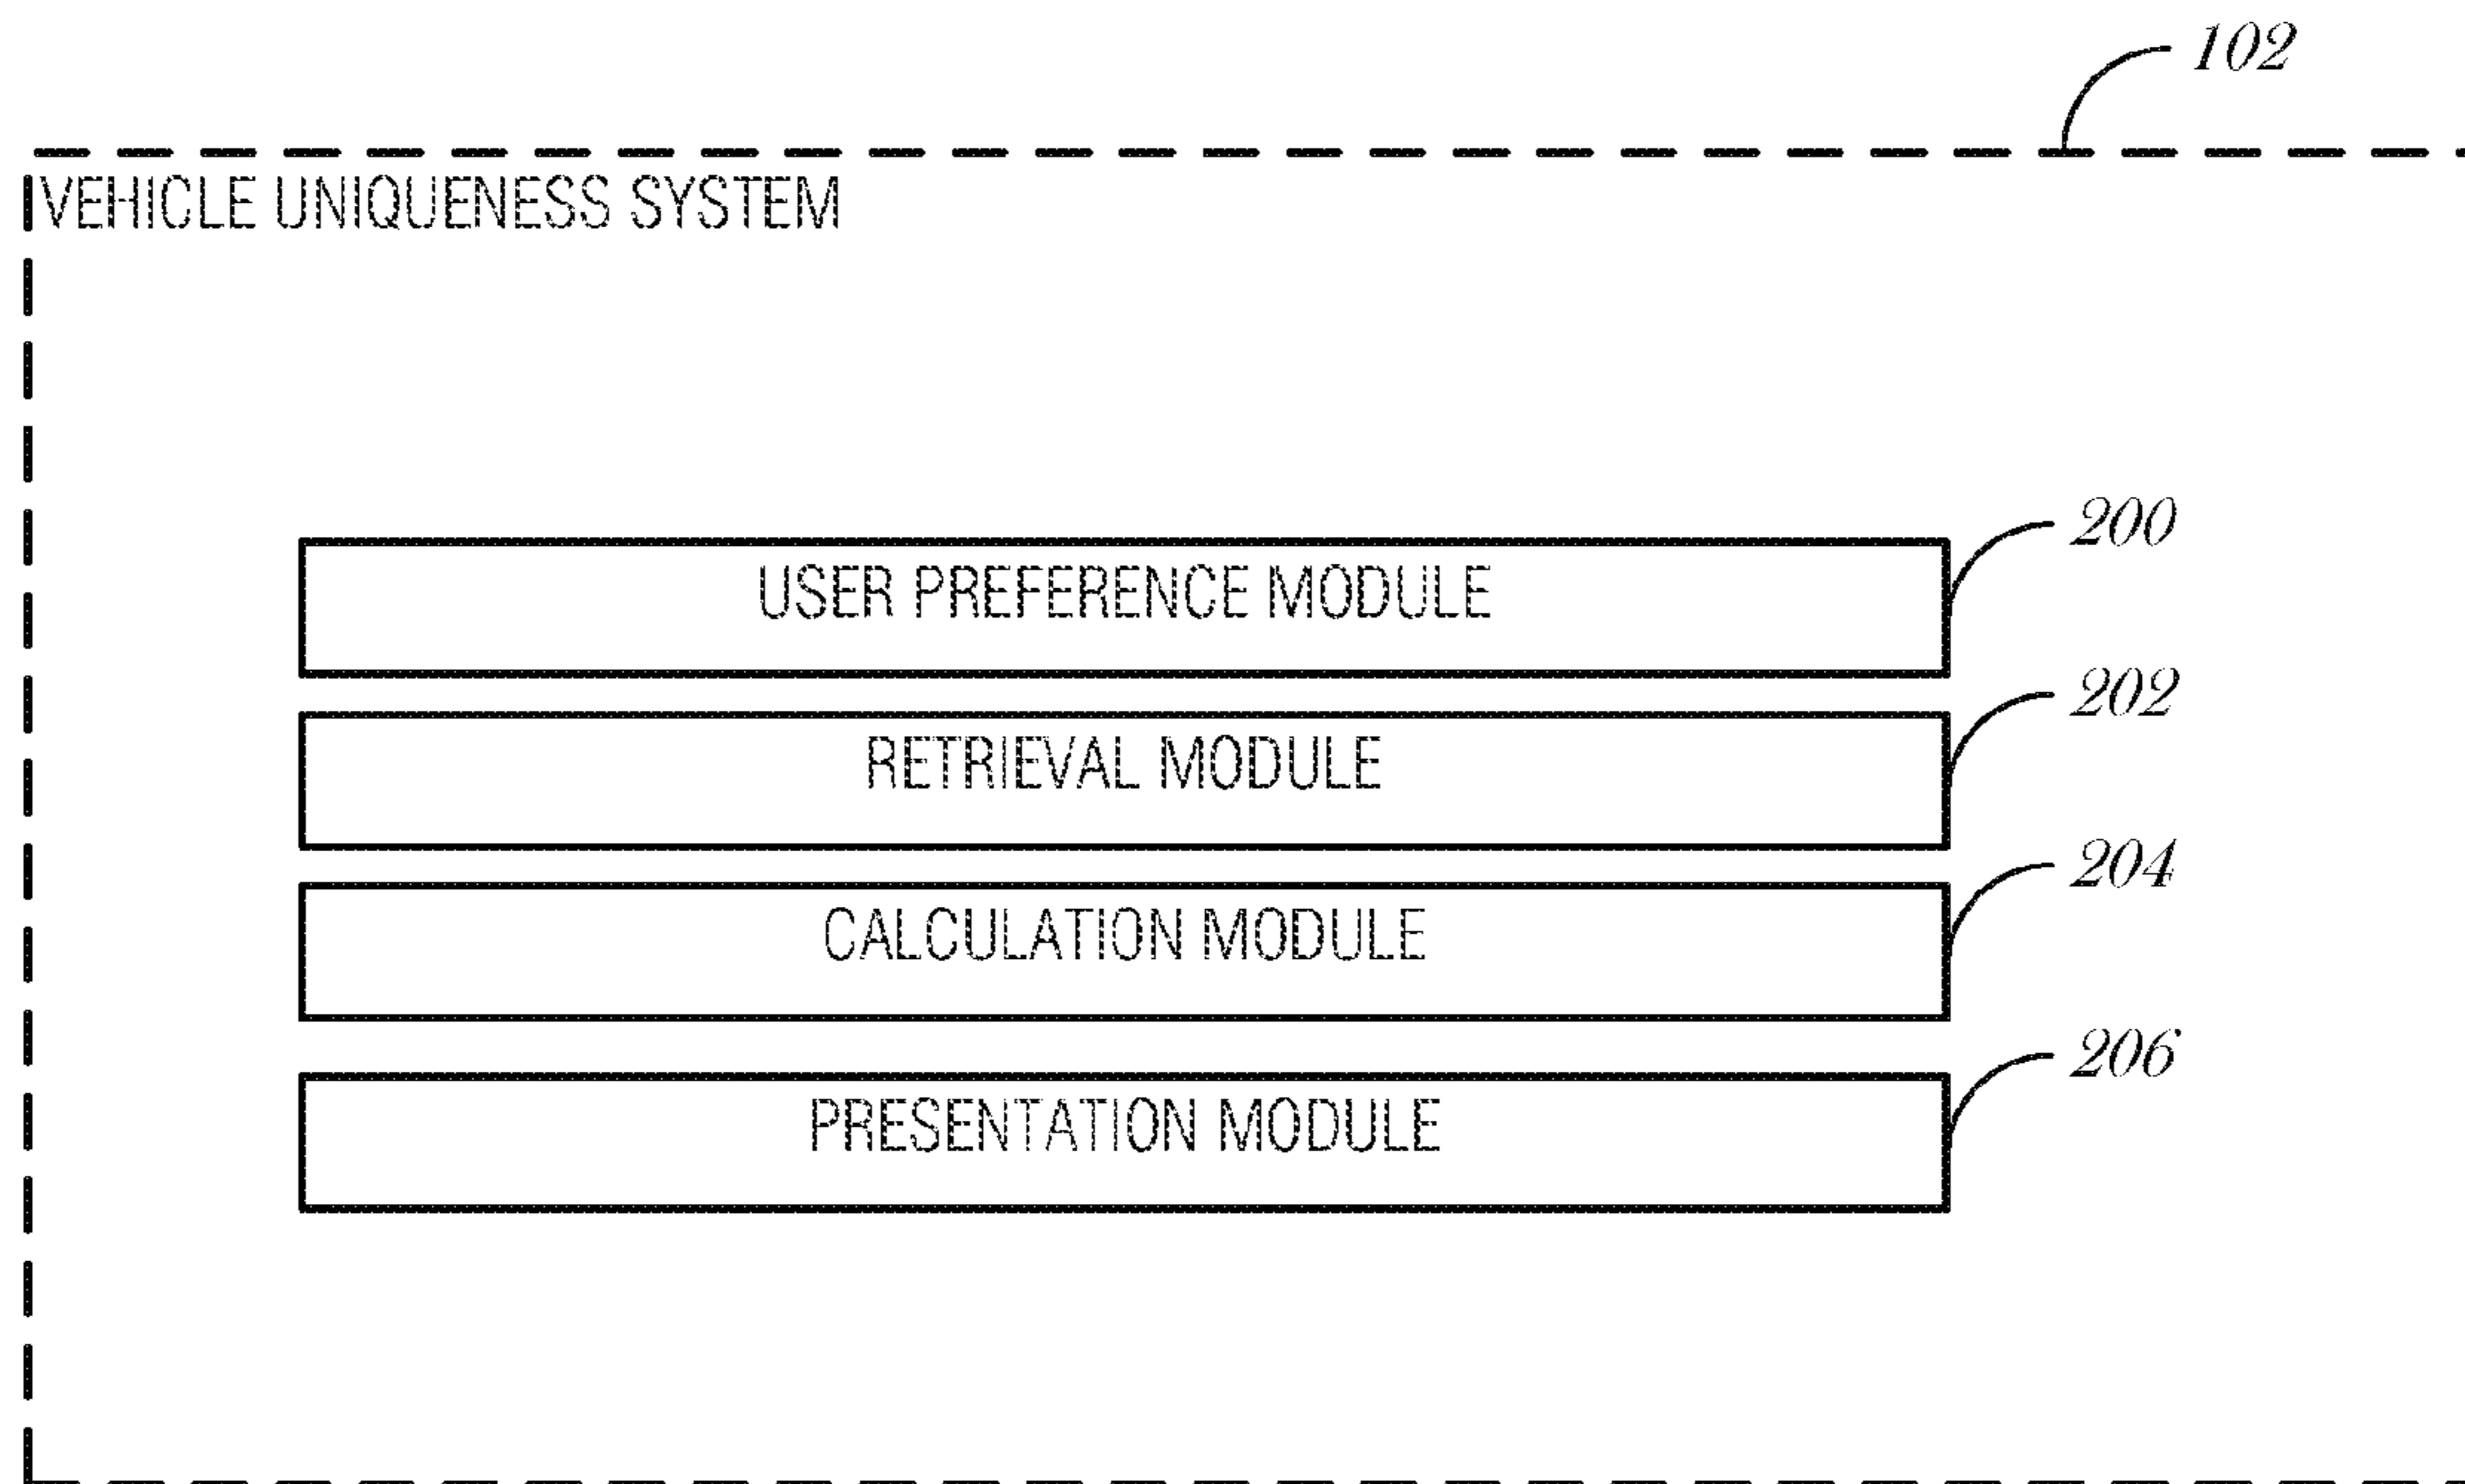 102
VEHICLE UNIQUENESS SYSTEM
200
USER PREFERENCE MODULE
202
RETRIEVAL MODULE
204
CALCULATION MODULE
206
PRESENTATION MODULE